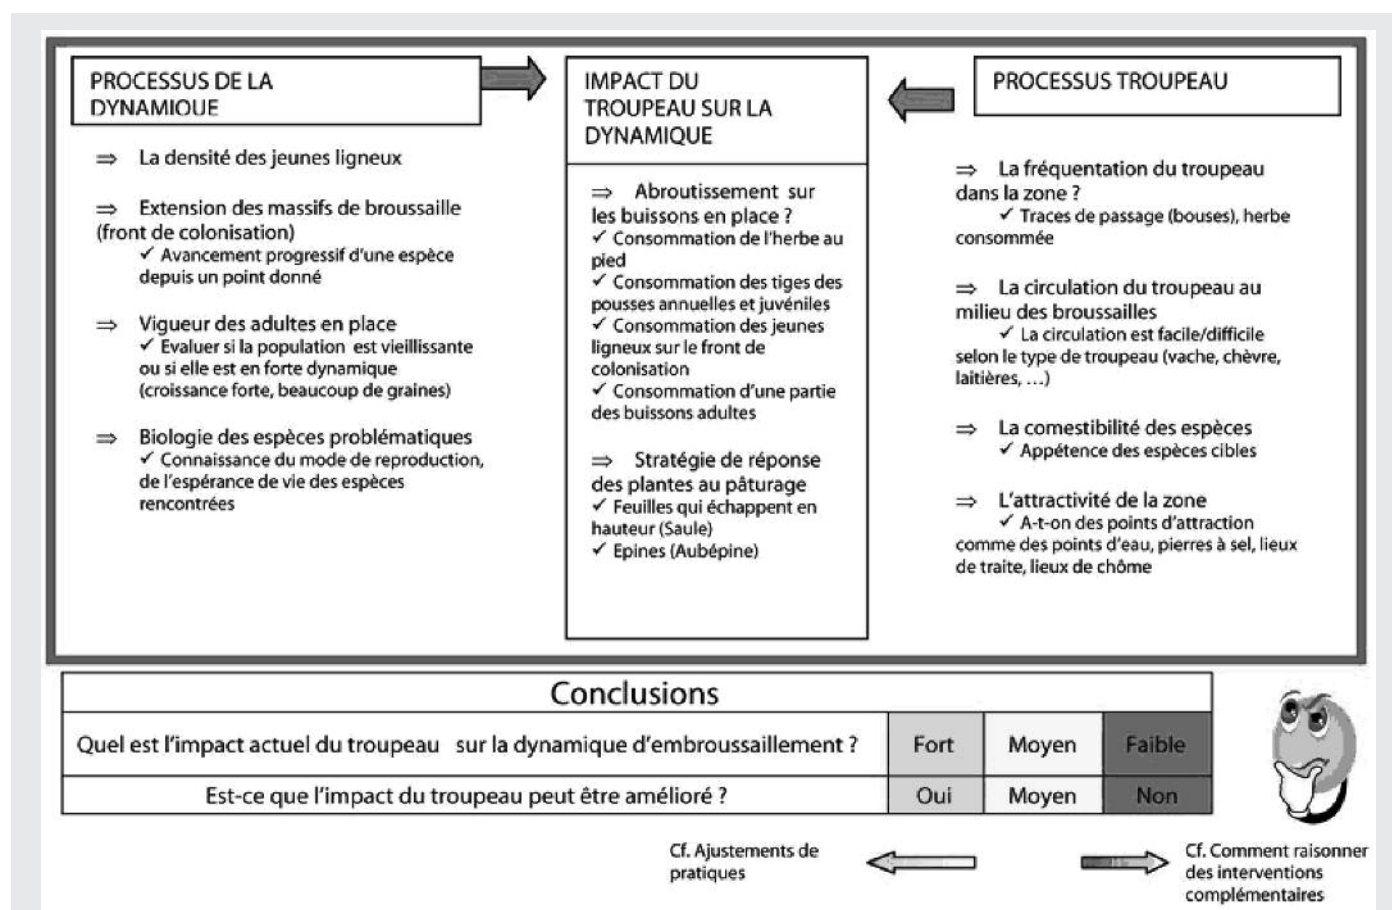 PROCESSUS DE LA
DYNAMIQUE
⇒ La densité des jeunes ligneux
⇒ Extension des massifs de broussaille
(front de colonisation)
✓ Avancement progressif d'une espèce
depuis un point donné
⇒ Vigueur des adultes en place
✓ Evaluer si la population est vieillissante
ou si elle est en forte dynamique
(croissance forte, beaucoup de graines)
⇒ Biologie des espèces problématiques
✓ Connaissance du mode de reproduction,
de l'espérance de vie des espèces
rencontrées
IMPACT DU
TROUPEAU SUR LA
DYNAMIQUE
⇒ Abroutissement sur
les buissons en place ?
✓ Consommation de l'herbe au
pied
✓ Consommation des tiges des
pousses annuelles et juvéniles
✓ Consommation des jeunes
ligneux sur le front de
colonisation
✓ Consommation d'une partie
des buissons adultes
⇒ Stratégie de réponse
des plantes au pâturage
✓ Feuilles qui échappent en
hauteur (Saule)
✓ Epines (Aubépine)
PROCESSUS TROUPEAU
⇒ La fréquentation du troupeau
dans la zone ?
✓ Traces de passage (bouses), herbe
consommée
⇒ La circulation du troupeau au
milieu des broussailles
✓ La circulation est facile/difficile
selon le type de troupeau (vache, chèvre,
laitières, …)
⇒ La comestibilité des espèces
✓ Appétence des espèces cibles
⇒ L'attractivité de la zone
✓ A-t-on des points d'attraction
comme des points d'eau, pierres à sel, lieux
de traite, lieux de chôme
Conclusions
Quel est l'impact actuel du troupeau sur la dynamique d'embroussaillement ? Fort Moyen Faible
Est-ce que l'impact du troupeau peut être amélioré ? Oui Moyen Non
Cf. Ajustements de
pratiques
Cf. Comment raisonner
des interventions
complémentaires